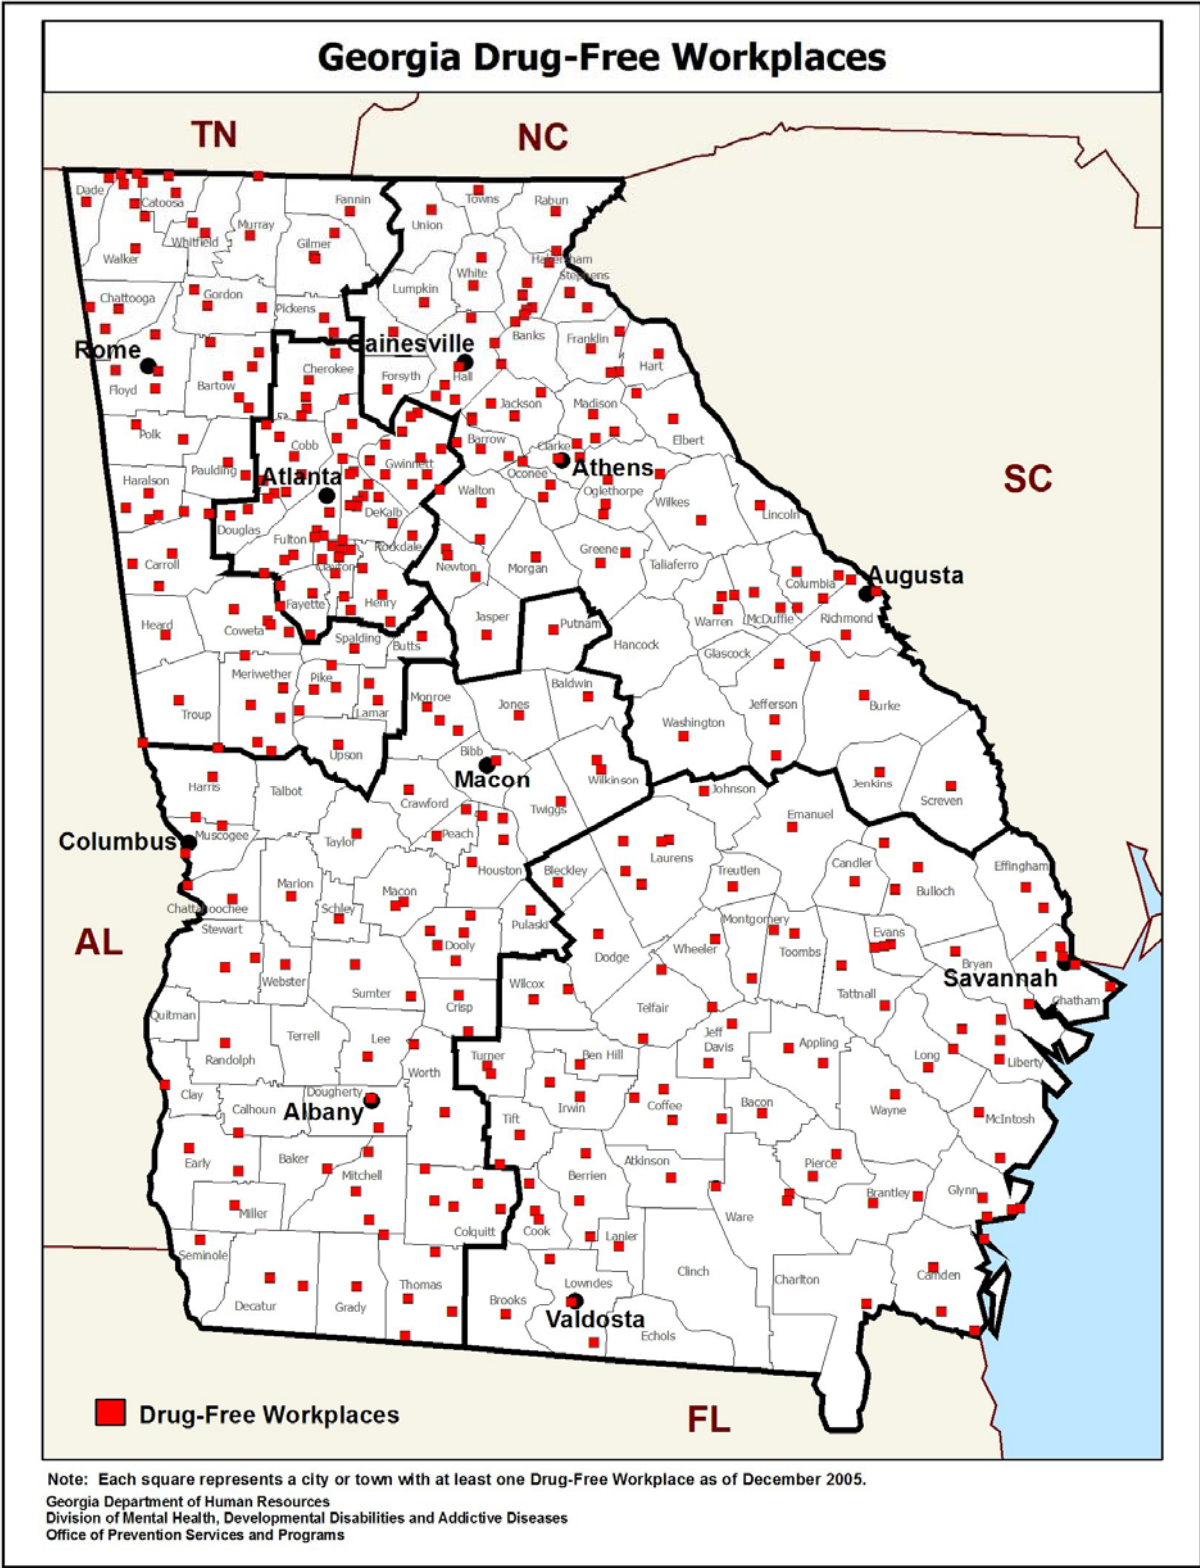 Georgia Drug-Free Workplaces
TN
NC
Dade
Catoosa
Fannin
Towns
Rabun
Union
Murray
Whitfield
Gilmer
Walker
Habersham
White
Stephens
Lumpkin
Chattooga
Gordon
Pickens
Banks
Franklin
Gainesville
Rome
Hart
Cherokee
Forsyth
Hall
Floyd
Bartow
Jackson
Madison
Polk
Cobb
Barrow
Clarke
Elbert
Paulding
Gwinnett
Athens
SC
Atlanta
Oconee
Haralson
Walton
Oglethorpe
Wilkes
DeKalb
Lincoln
Douglas
Fulton
Rockdale
Greene
Carroll
Clayton
Newton
Morgan
Taliaferro
Augusta
Columbia
Fayette
Henry
Jasper
Putnam
Warren
McDuffie
Richmond
Heard
Coweta
Spalding
Butts
Hancock
Glascock
Meriwether
Pike
Baldwin
Monroe
Jones
Jefferson
Burke
Troup
Lamar
Washington
Upson
Bibb
Macon
Wilkinson
Jenkins
Harris
Talbot
Crawford
Johnson
Screven
Twiggs
Emanuel
Columbus
Muscogee
Taylor
Peach
Laurens
Candler
Effingham
Houston
Bleckley
Treutlen
Marion
Macon
Bulloch
Chattahoochee
Schley
Stewart
Pulaski
Montgomery
AL
Dooly
Evans
Wheeler
Toombs
Dodge
Bryan
Savannah
Webster
Wilcox
Sumter
Tattnall
Crisp
Telfair
Chatham
Quitman
Terrell
Lee
Jeff
Davis
Appling
Randolph
Turner
Ben Hill
Long
Liberty
Worth
Clay
Dougherty
Calhoun
Albany
Irwin
Coffee
Bacon
Wayne
Tift
McIntosh
Early
Baker
Mitchell
Berrien
Atkinson
Pierce
Brantley
Glynn
Miller
Ware
Colquitt
Cook
Lanier
Seminole
Clinch
Camden
Charlton
Thomas
Lowndes
Decatur
Grady
Brooks
Valdosta
Echols
Drug-Free Workplaces
FL
Note: Each square represents a city or town with at least one Drug-Free Workplace as of December 2005.
Georgia Department of Human Resources
Division of Mental Health, Developmental Disabilities and Addictive Diseases
Office of Prevention Services and Programs